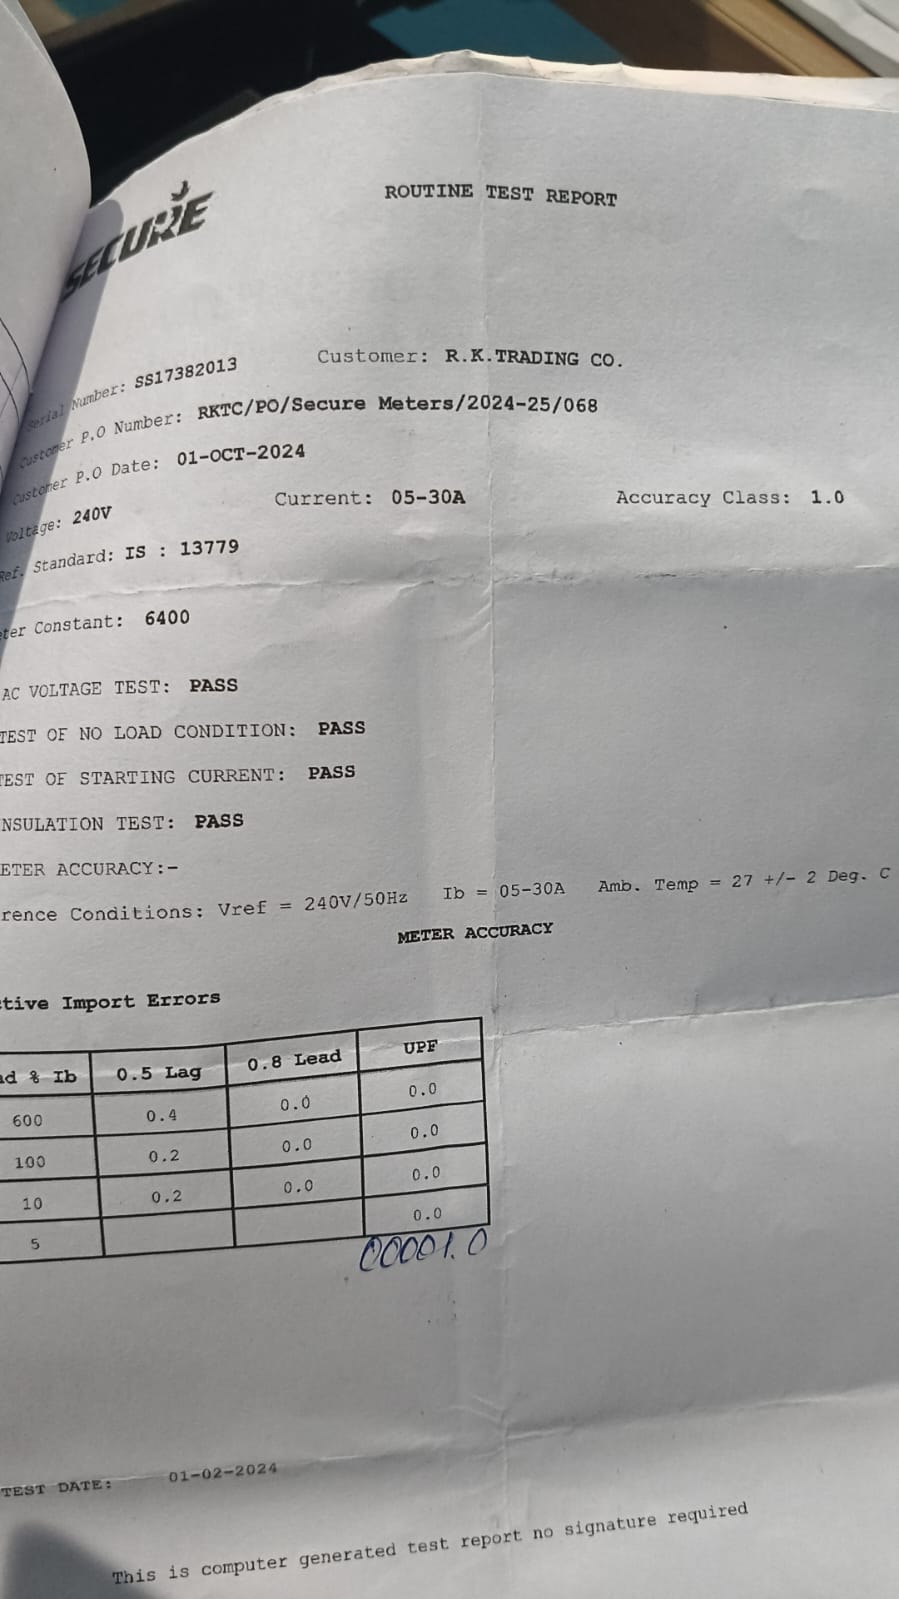 SECURE
ROUTINE TEST REPORT
Serial Number: SS17382013 Customer: R.K.TRADING CO.
Customer P.O Number: RKTC/PO/Secure Meters/2024-25/068
Customer P.O Date: 01-OCT-2024
Voltage: 240V Current: 05-30A Accuracy Class: 1.0
Ref. Standard: IS : 13779
ter Constant: 6400
AC VOLTAGE TEST: PASS
TEST OF NO LOAD CONDITION: PASS
TEST OF STARTING CURRENT: PASS
NSULATION TEST: PASS
ETER ACCURACY:-
rence Conditions: Vref = 240V/50Hz Ib = 05-30A Amb. Temp = 27 +/- 2 Deg. C
METER ACCURACY
ctive Import Errors
ad % Ib 0.5 Lag 0.8 Lead UPF
600 0.4 0.0 0.0
100 0.2 0.0 0.0
10 0.2 0.0 0.0
5 0.0
00001.0
TEST DATE: 01-02-2024
This is computer generated test report no signature required